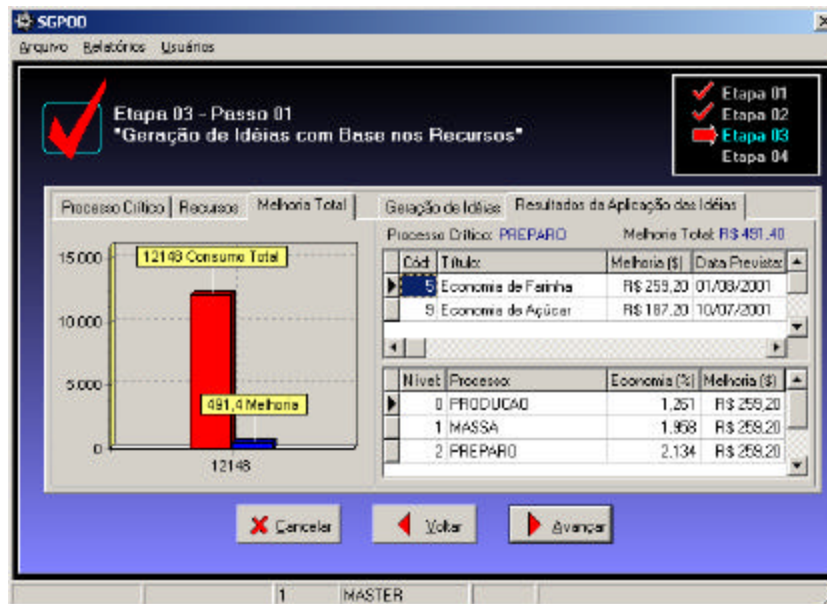 SGPDD
Arquivo Relatórios Usuários
Etapa 03 - Passo 01
"Geração de Idéias com Base nos Recursos"
Etapa 01
Etapa 02
Etapa 03
Etapa 04
Processo Crítico Recursos Melhoria Total
15.000
10.000
5.000
0
12148 Consumo Total
491,4 Melhoria
12148
Geração de Idéias Resultados da Aplicação das Idéias
Processo Crítico: PREPARO Melhoria Total: R$ 491,40
Cód Título: Melhoria ($) Data Prevista:
5 Economia de Farinha R$ 259,20 01/08/2001
9 Economia de Açúcar R$ 187,20 10/07/2001
Nível: Processo: Economia (%) Melhoria ($)
0 PRODUCAO 1,261 R$ 259,20
1 MASSA 1,958 R$ 259,20
2 PREPARO 2,134 R$ 259,20
Cancelar Voltar Avançar
1 MASTER